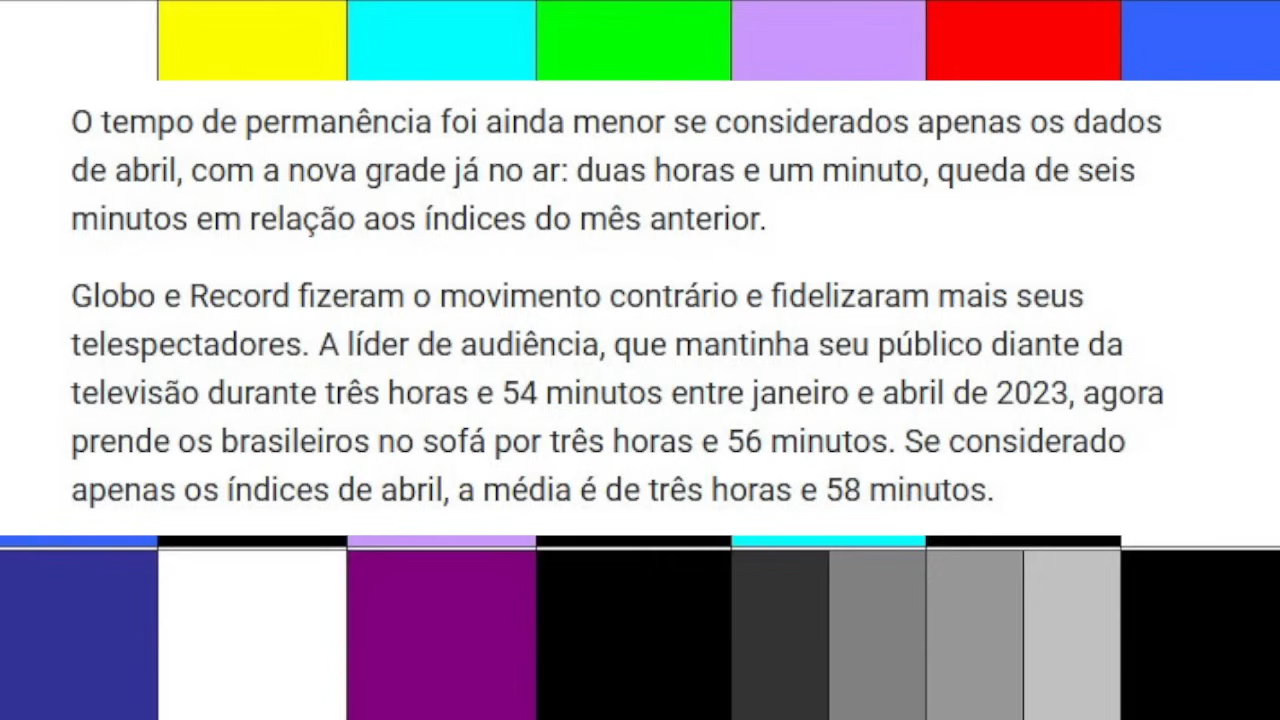 O tempo de permanência foi ainda menor se considerados apenas os dados
de abril, com a nova grade já no ar: duas horas e um minuto, queda de seis
minutos em relação aos índices do mês anterior.
Globo e Record fizeram o movimento contrário e fidelizaram mais seus
telespectadores. A líder de audiência, que mantinha seu público diante da
televisão durante três horas e 54 minutos entre janeiro e abril de 2023, agora
prende os brasileiros no sofá por três horas e 56 minutos. Se considerado
apenas os índices de abril, a média é de três horas e 58 minutos.